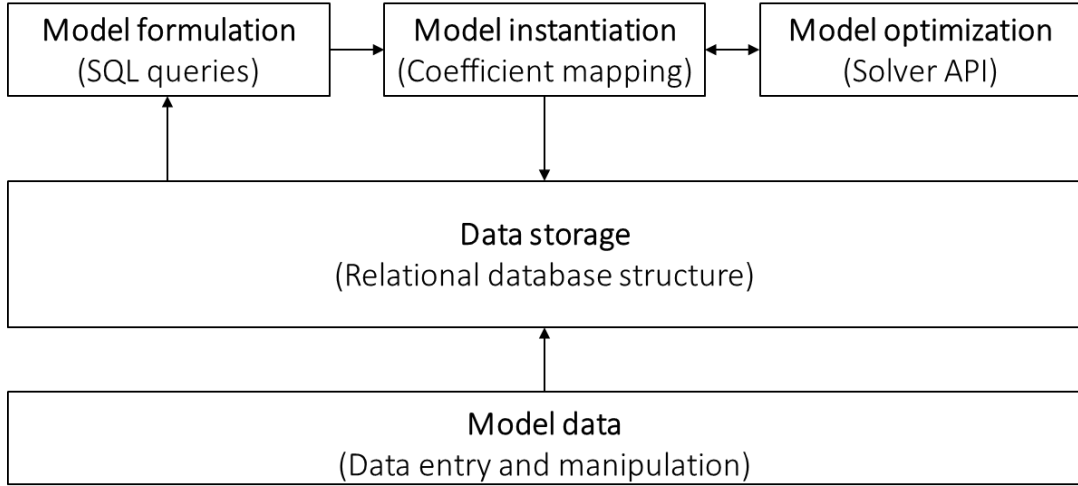 Model formulation
(SQL queries)
Model instantiation
(Coefficient mapping)
Model optimization
(Solver API)
Data storage
(Relational database structure)
Model data
(Data entry and manipulation)